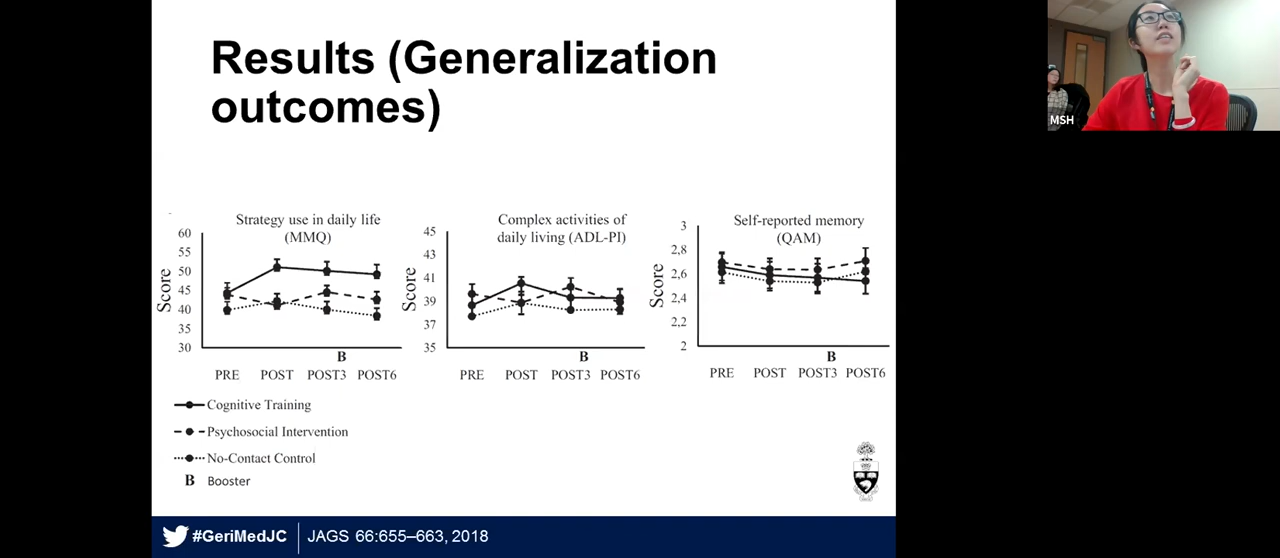 Results (Generalization
outcomes)
MSH
Strategy use in daily life
(MMQ)
Score
60
55
50
45
40
35
30
B
PRE POST POST3 POST6
Complex activities of
daily living (ADL-PI)
Score
45
43
41
39
37
35
B
PRE POST POST3 POST6
Self-reported memory
(QAM)
Score
3
2,8
2,6
2,4
2,2
2
B
PRE POST POST3 POST6
Cognitive Training
Psychosocial Intervention
No-Contact Control
B Booster
#GeriMedJC JAGS 66:655–663, 2018